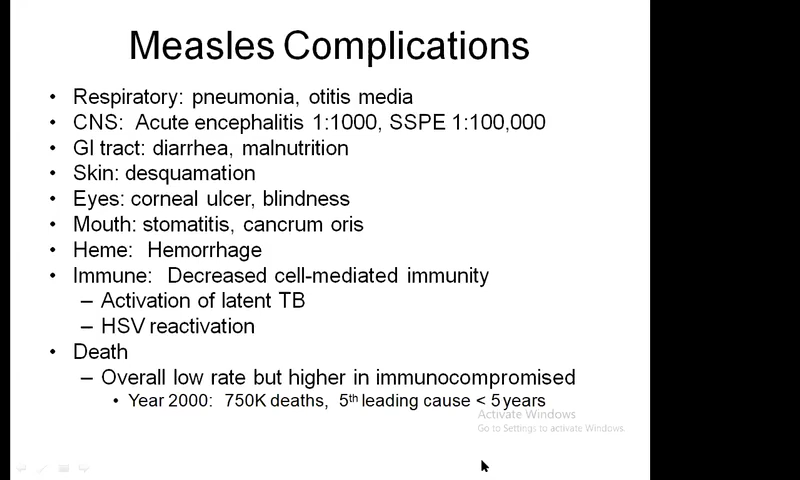 Measles Complications
• Respiratory: pneumonia, otitis media
• CNS: Acute encephalitis 1:1000, SSPE 1:100,000
• GI tract: diarrhea, malnutrition
• Skin: desquamation
• Eyes: corneal ulcer, blindness
• Mouth: stomatitis, cancrum oris
• Heme: Hemorrhage
• Immune: Decreased cell-mediated immunity
– Activation of latent TB
– HSV reactivation
• Death
– Overall low rate but higher in immunocompromised
• Year 2000: 750K deaths, 5th leading cause < 5 years
Activate Windows
Go to Settings to activate Windows.